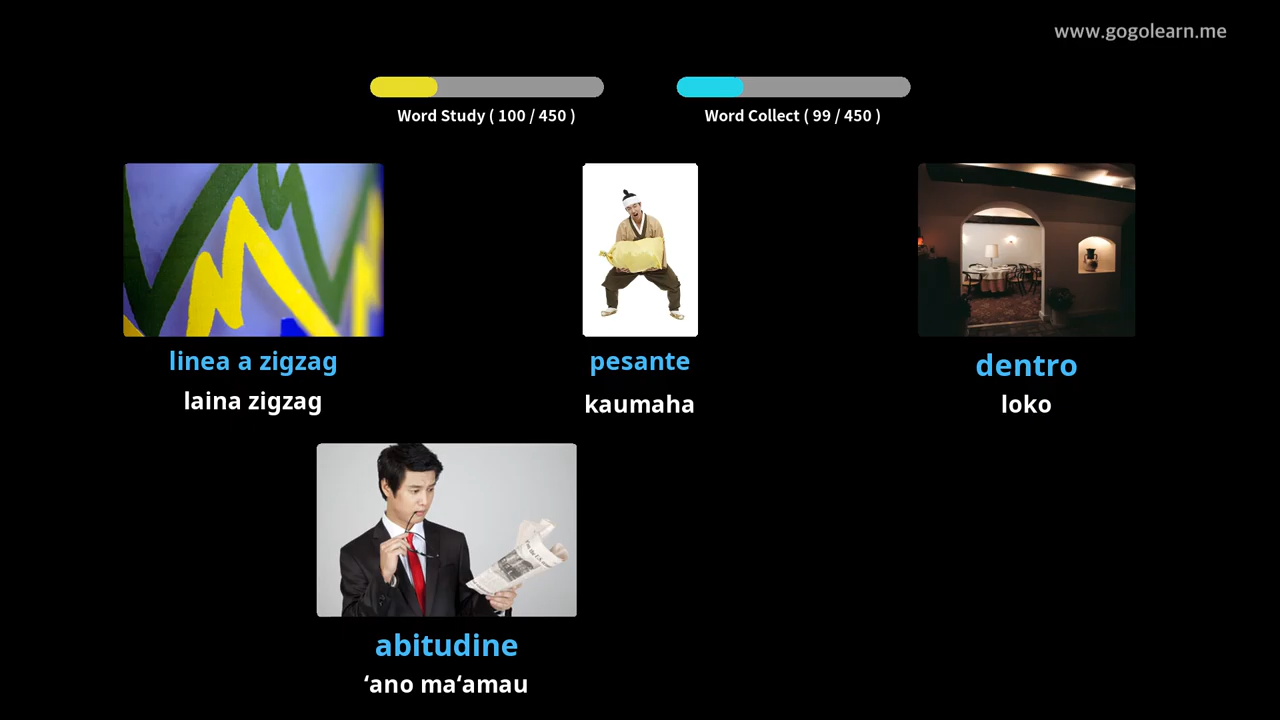 www.gogolearn.me
Word Study ( 100 / 450 )
Word Collect ( 99 / 450 )
linea a zigzag
laina zigzag
pesante
kaumaha
dentro
loko
abitudine
ʻano maʻamau